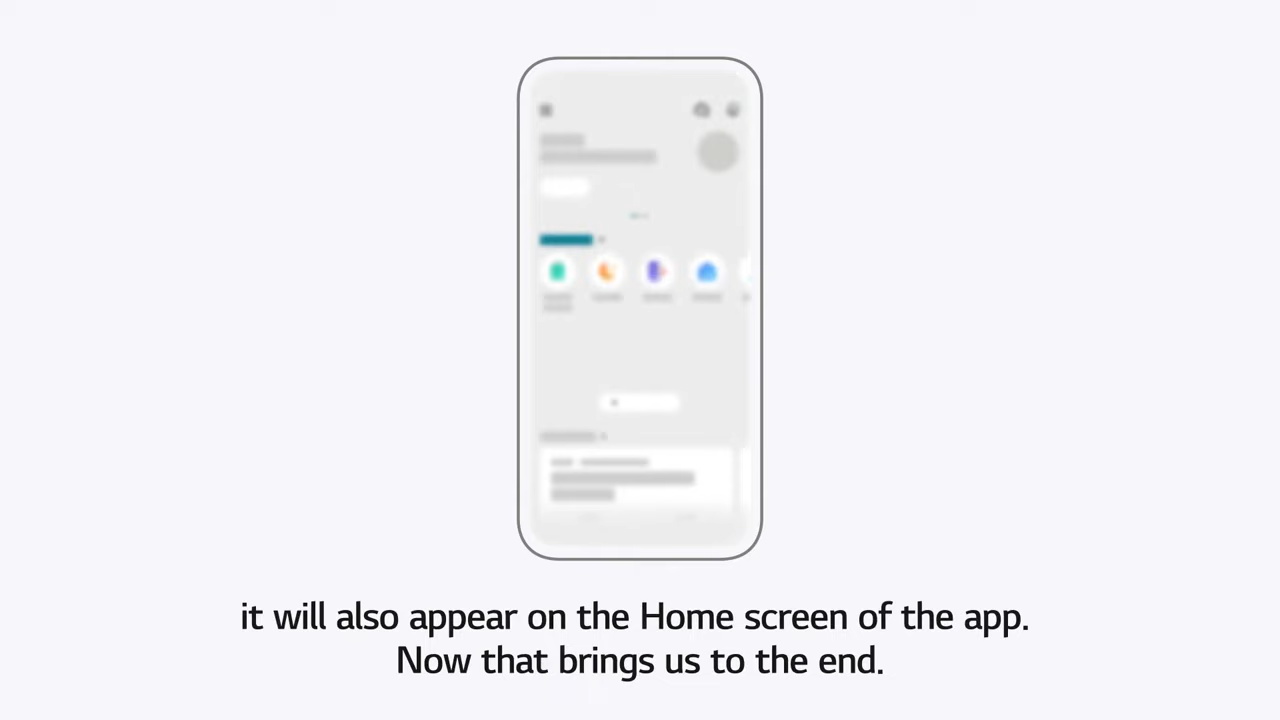 it will also appear on the Home screen of the app.
Now that brings us to the end.